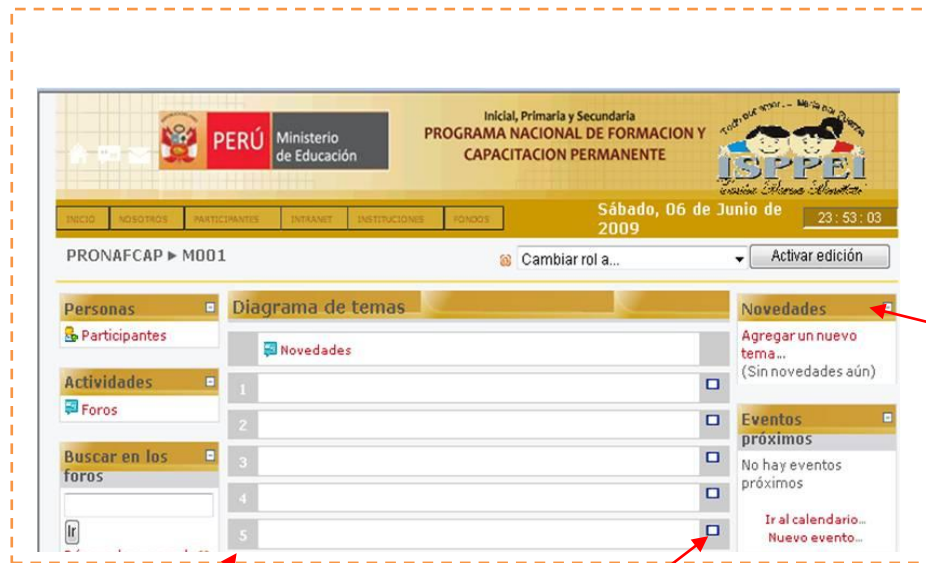 PERÚ
Ministerio
de Educación
Inicial, Primaria y Secundaria
PROGRAMA NACIONAL DE FORMACION Y
CAPACITACION PERMANENTE
ISPPEI
INICIO NOSOTROS PARTICIPANTES INTRANET INSTITUCIONES FONDOS
Sábado, 06 de Junio de
2009
23:53:03
PRONAFCAP ► M001
Cambiar rol a...
Activar edición
Personas
Participantes
Actividades
Foros
Buscar en los
foros
Ir
Diagrama de temas
Novedades
1
2
3
4
5
Novedades
Agregar un nuevo
tema...
(Sin novedades aún)
Eventos
próximos
No hay eventos
próximos
Ir al calendario...
Nuevo evento...